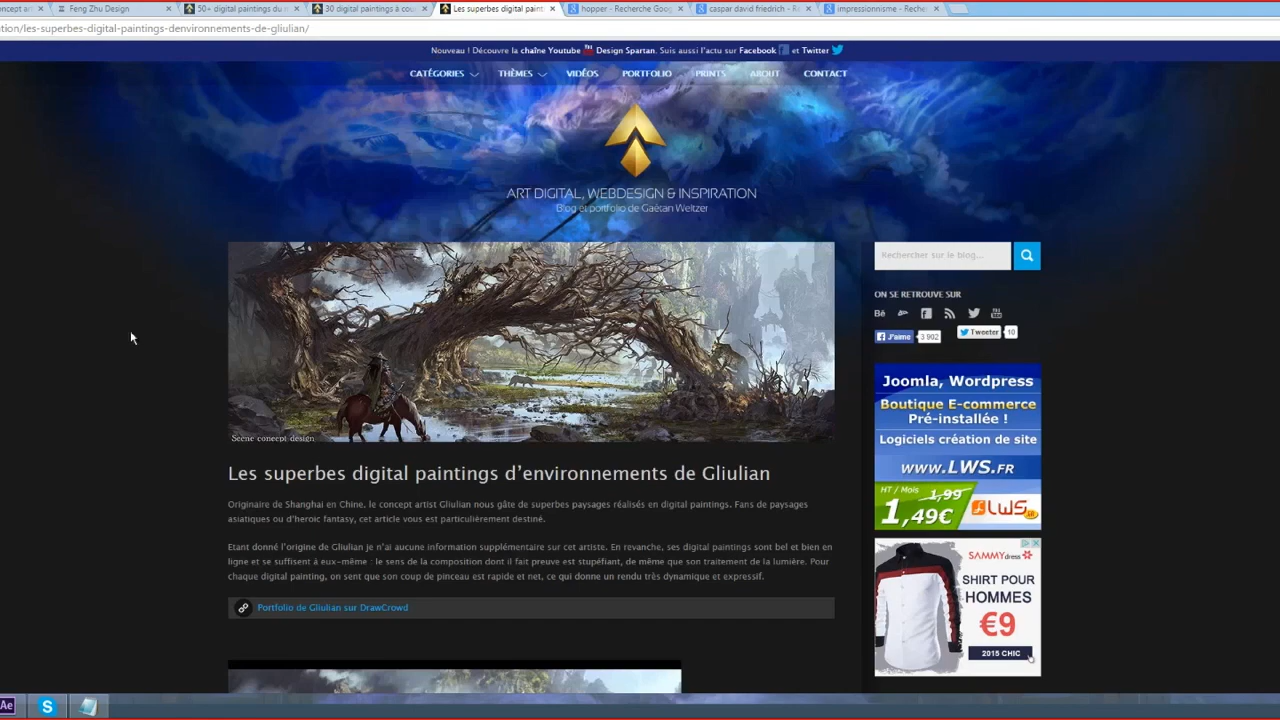 Feng Zhu Design
50+ digital paintings du m
30 digital paintings à cou
Les superbes digital paint
hopper - Recherche Goo
caspar david friedrich - R
impressionnisme - Reche
tion/les-superbes-digital-paintings-denvironnements-de-gliulian/
Nouveau ! Découvre la chaîne Youtube Design Spartan. Suis aussi l'actu sur Facebook et Twitter
CATÉGORIES THÈMES VIDÉOS PORTFOLIO PRINTS ABOUT CONTACT
ART DIGITAL, WEBDESIGN & INSPIRATION
Blog et portfolio de Gaétan Weltzer
Scene concept design
Les superbes digital paintings d'environnements de Gliulian
Originaire de Shanghai en Chine, le concept artist Gliulian nous gâte de superbes paysages réalisés en digital paintings. Fans de paysages
asiatiques ou d'heroic fantasy, cet article vous est particulièrement destiné.
Etant donné l'origine de Gliulian je n'ai aucune information supplémentaire sur cet artiste. En revanche, ses digital paintings sont bel et bien en
ligne et se suffisent à eux-même : le sens de la composition dont il fait preuve est stupéfiant, de même que son traitement de la lumière. Pour
chaque digital painting, on sent que son coup de pinceau est rapide et net, ce qui donne un rendu très dynamique et expressif.
Portfolio de Gliulian sur DrawCrowd
Rechercher sur le blog...
ON SE RETROUVE SUR
J'aime 3 902 Tweeter 10
Joomla, Wordpress
Boutique E-commerce
Pré-installée !
Logiciels création de site
www.LWS.FR
HT / Mois 1,99
1,49€ LWS.FR
SAMMYdress
SHIRT POUR
HOMMES
€9
2015 CHIC
Ae